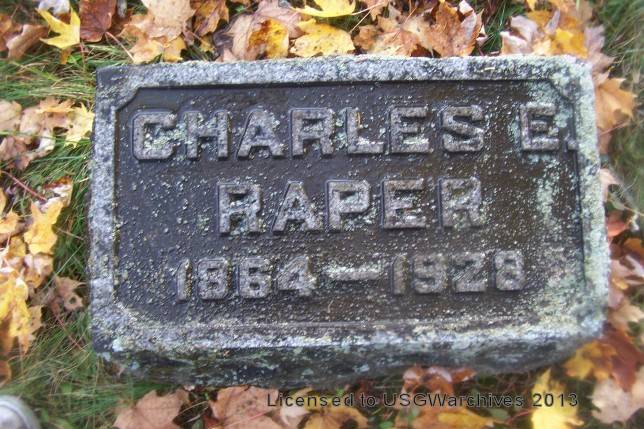 CHARLES E.
RAPER
1864-1928
Licensed to USGWarchives 2013